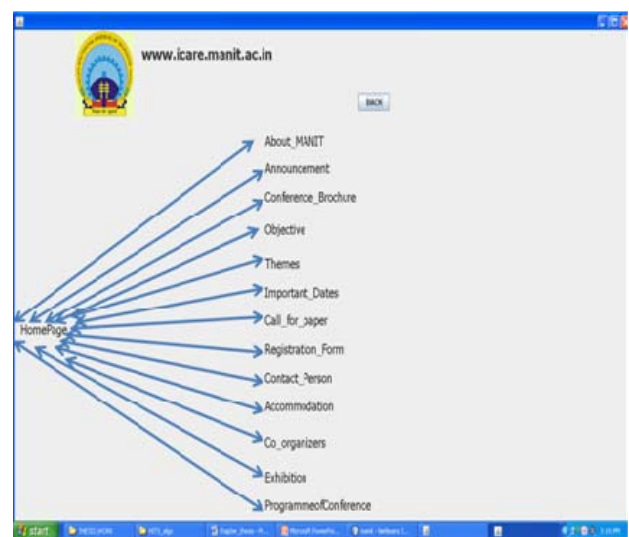 www.icare.manit.ac.in
BACK
About_MANIT
Announcement
Conference_Brochure
Objective
Themes
Important_Dates
HomePage
Call_for_paper
Registration_Form
Contact_Person
Accommodation
Co_organizers
Exhibition
ProgrammeofConference
start